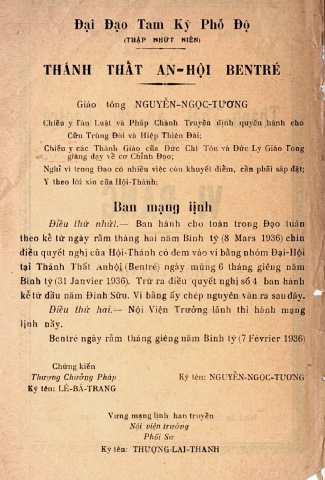 Đại Đạo Tam Kỳ Phổ Độ
(THẬP NHỨT NIÊN)
THÁNH THẤT AN-HỘI BENTRÉ
Giáo tông NGUYỄN-NGỌC-TƯƠNG
Chiếu y Tân Luật và Pháp Chánh Truyền định quyền hành cho
Cửu Trùng Đài và Hiệp Thiên Đài;
Chiếu y các Thánh Giáo của Đức Chí Tôn và Đức Lý Giáo Tông
giáng dạy về cơ Chỉnh Đạo;
Nghĩ vì trong Đạo có nhiều việc còn khuyết điểm, cần phải sắp đặt;
Y theo lời xin của Hội-Thánh;
Ban mạng lịnh
Điều thứ nhứt.— Ban hành cho toàn trong Đạo tuân
theo kể từ ngày rằm tháng hai năm Bính tý (8 Mars 1936) chín
điều quyết nghị của Hội-Thánh có đem vào vi bằng nhóm Đại-Hội
tại Thánh Thất Anhội (Bentré) ngày mùng 6 tháng giêng năm
Bính tý (31 Janvier 1936). Trừ ra điều quyết nghị số 4 ban hành
kể từ đầu năm Đinh Sửu. Vi bằng ấy chép nguyên văn ra sau đây.
Điều thứ hai.— Nội Viện Trưởng lãnh thi hành mạng
lịnh nầy.
Bentré ngày rằm tháng giêng năm Bính tý (7 Février 1936)
Chứng kiến
Thượng Chưởng Pháp
Ký tên: LÊ-BÁ-TRANG
Ký tên: NGUYỄN-NGỌC-TƯƠNG
Vưng mạng lịnh ban truyền
Nội viện trưởng
Phối Sư
Ký tên: THƯỢNG-LAI-THANH